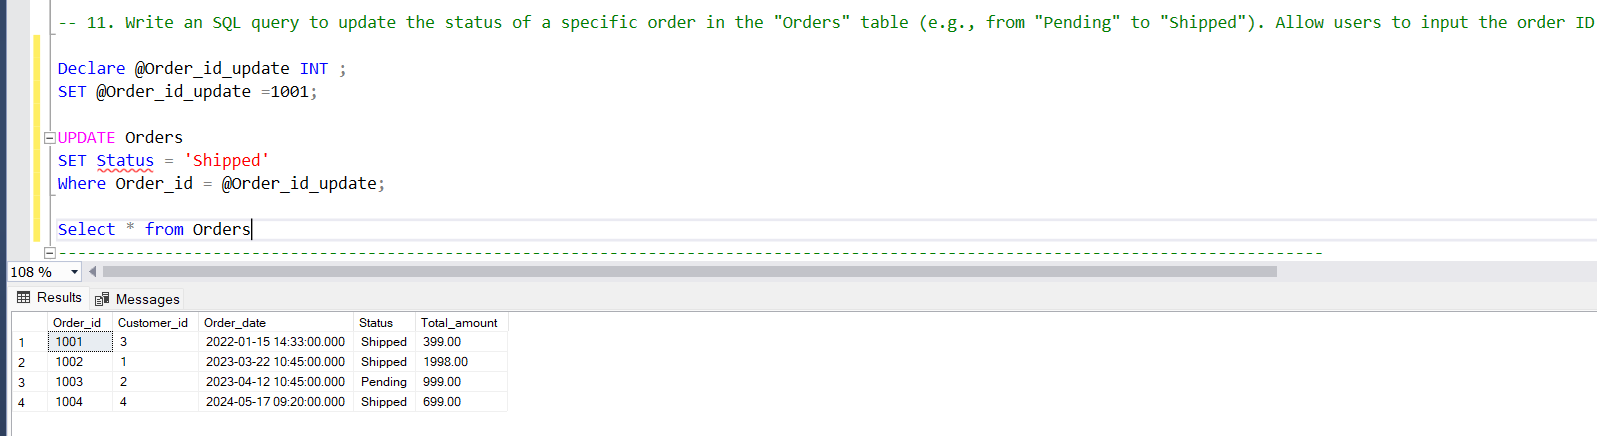 -- 11. Write an SQL query to update the status of a specific order in the "Orders" table (e.g., from "Pending" to "Shipped"). Allow users to input the order ID
Declare @Order_id_update INT ;
SET @Order_id_update =1001;
UPDATE Orders
SET Status = 'Shipped'
Where Order_id = @Order_id_update;
Select * from Orders
----------------------------------------------------------------------------------------------------------------------------------
108 %
Results Messages
Order_id Customer_id Order_date Status Total_amount
1 1001 3 2022-01-15 14:33:00.000 Shipped 399.00
2 1002 1 2023-03-22 10:45:00.000 Shipped 1998.00
3 1003 2 2023-04-12 10:45:00.000 Pending 999.00
4 1004 4 2024-05-17 09:20:00.000 Shipped 699.00